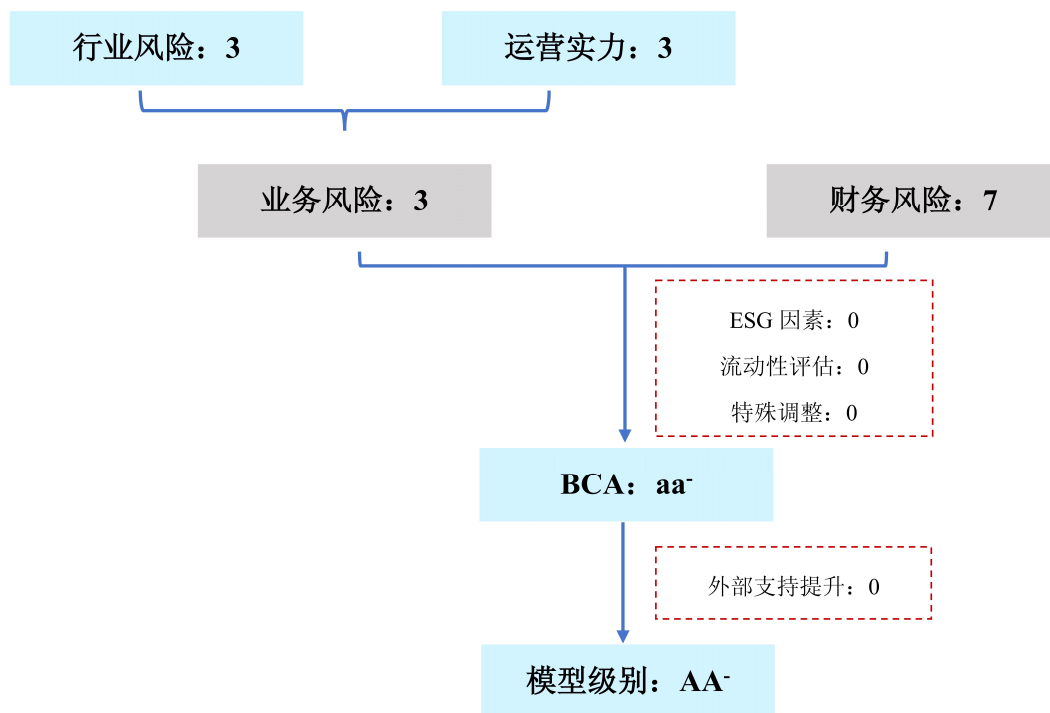 行业风险：3
运营实力：3
业务风险：3
财务风险：7
ESG 因素：0
流动性评估：0
特殊调整：0
BCA：aa-
外部支持提升：0
模型级别：AA-